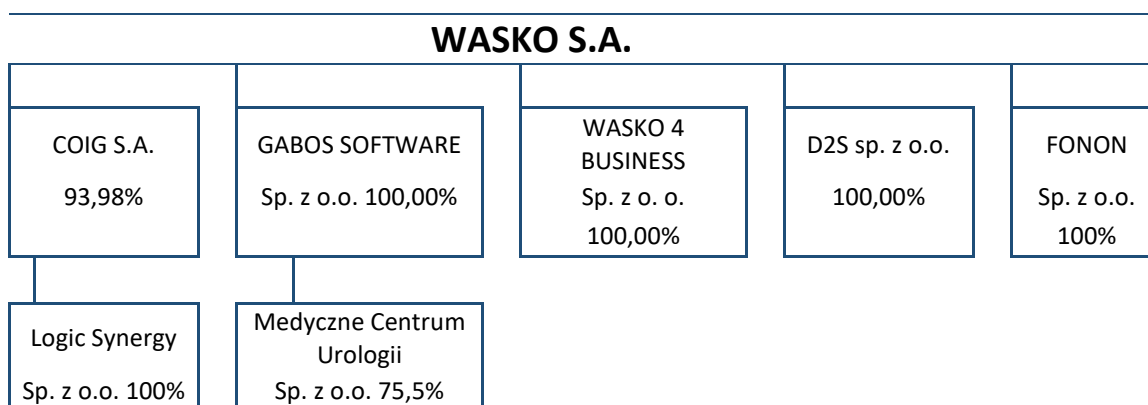 WASKO S.A.
COIG S.A.
93,98%
GABOS SOFTWARE
Sp. z o.o. 100,00%
WASKO 4
BUSINESS
Sp. z o. o.
100,00%
D2S sp. z o.o.
100,00%
FONON
Sp. z o.o.
100%
Logic Synergy
Sp. z o.o. 100%
Medyczne Centrum
Urologii
Sp. z o.o. 75,5%